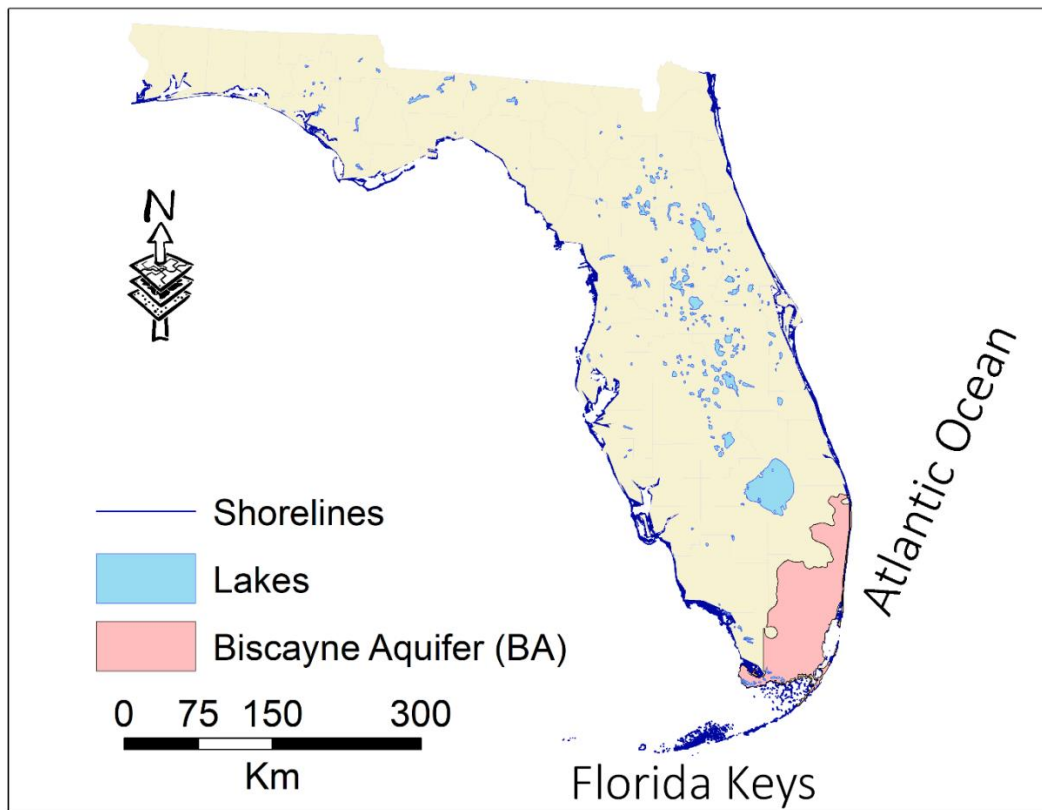 N
Atlantic Ocean
Shorelines
Lakes
Biscayne Aquifer (BA)
0 75 150 300
Km
Florida Keys